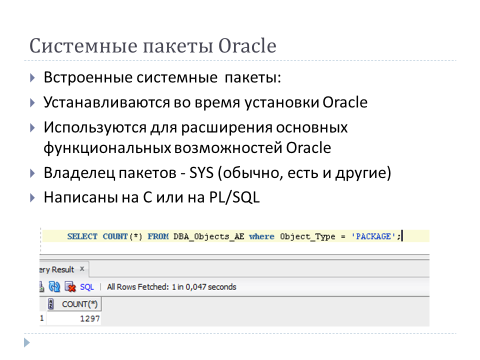 Системные пакеты Oracle
Встроенные системные пакеты:
Устанавливаются во время установки Oracle
Используются для расширения основных
функциональных возможностей Oracle
Владелец пакетов - SYS (обычно, есть и другие)
Написаны на С или на PL/SQL
SELECT COUNT(*) FROM DBA_Objects_AE where Object_Type = 'PACKAGE';
ery Result x
SQL | All Rows Fetched: 1 in 0,047 seconds
COUNT(*)
1 1297